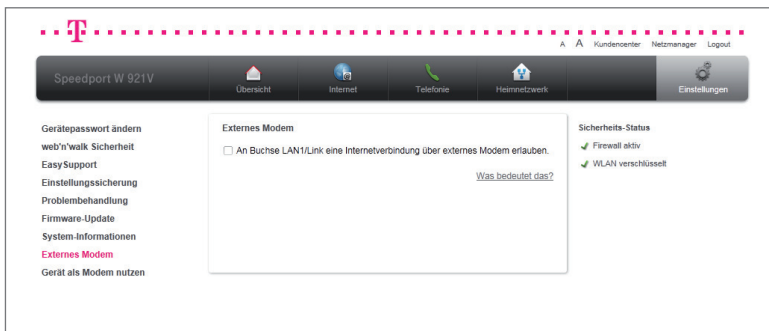 T
A A Kundencenter Netzmanager Logout
Speedport W 921V
Übersicht Internet Telefonie Heimnetzwerk Einstellungen
Gerätepasswort ändern
web'n'walk Sicherheit
EasySupport
Einstellungssicherung
Problembehandlung
Firmware-Update
System-Informationen
Externes Modem
Gerät als Modem nutzen
Externes Modem
An Buchse LAN1/Link eine Internetverbindung über externes Modem erlauben.
Was bedeutet das?
Sicherheits-Status
Firewall aktiv
WLAN verschlüsselt